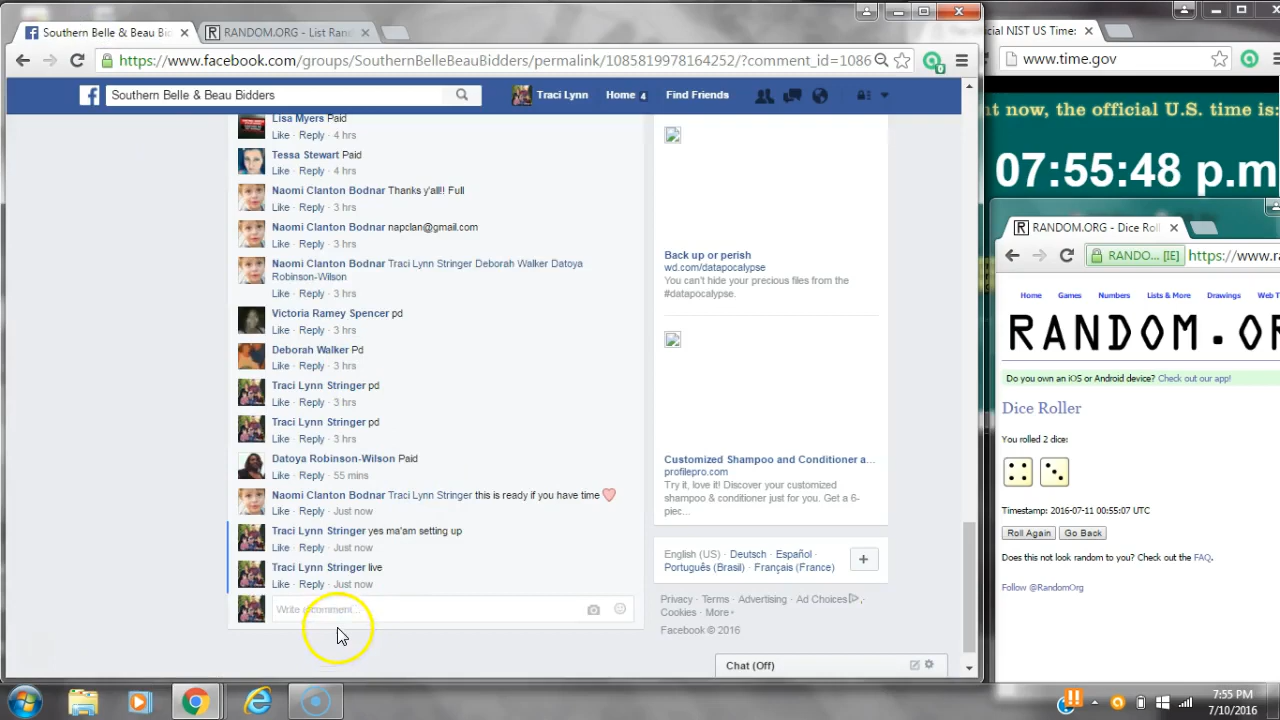 Southern Belle & Beau Bi
RANDOM.ORG - List Ran
https://www.facebook.com/groups/SouthernBelleBeauBidders/permalink/1085819978164252/?comment_id=1086
Southern Belle & Beau Bidders
Traci Lynn
Home 4
Find Friends
Lisa Myers Paid
Like · Reply · 4 hrs
Tessa Stewart Paid
Like · Reply · 4 hrs
Naomi Clanton Bodnar Thanks y'all!! Full
Like · Reply · 3 hrs
Naomi Clanton Bodnar napclan@gmail.com
Like · Reply · 3 hrs
Naomi Clanton Bodnar Traci Lynn Stringer Deborah Walker Datoya
Robinson-Wilson
Like · Reply · 3 hrs
Victoria Ramey Spencer pd
Like · Reply · 3 hrs
Deborah Walker Pd
Like · Reply · 3 hrs
Traci Lynn Stringer pd
Like · Reply · 3 hrs
Traci Lynn Stringer pd
Like · Reply · 3 hrs
Datoya Robinson-Wilson Paid
Like · Reply · 55 mins
Naomi Clanton Bodnar Traci Lynn Stringer this is ready if you have time
Like · Reply · Just now
Traci Lynn Stringer yes ma'am setting up
Like · Reply · Just now
Traci Lynn Stringer live
Like · Reply · Just now
Write a comment...
Back up or perish
wd.com/datapocalypse
You can't hide your precious files from the
#datapocalypse.
Customized Shampoo and Conditioner a...
profilepro.com
Try it, love it! Discover your customized
shampoo & conditioner just for you. Get a 6-
piec...
English (US) · Deutsch · Español ·
Português (Brasil) · Français (France)
Privacy · Terms · Advertising · Ad Choices ·
Cookies · More
Facebook © 2016
Chat (Off)
icial NIST US Time:
www.time.gov
t now, the official U.S. time is:
07:55:48 p.m
RANDOM.ORG - Dice Rol
RANDO... [IE]
https://www.ra
Home
Games
Numbers
Lists & More
Drawings
Web T
RANDOM.OR
Do you own an iOS or Android device? Check out our app!
Dice Roller
You rolled 2 dice:
Timestamp: 2016-07-11 00:55:07 UTC
Roll Again
Go Back
Does this not look random to you? Check out the FAQ.
Follow @RandomOrg
7:55 PM
7/10/2016